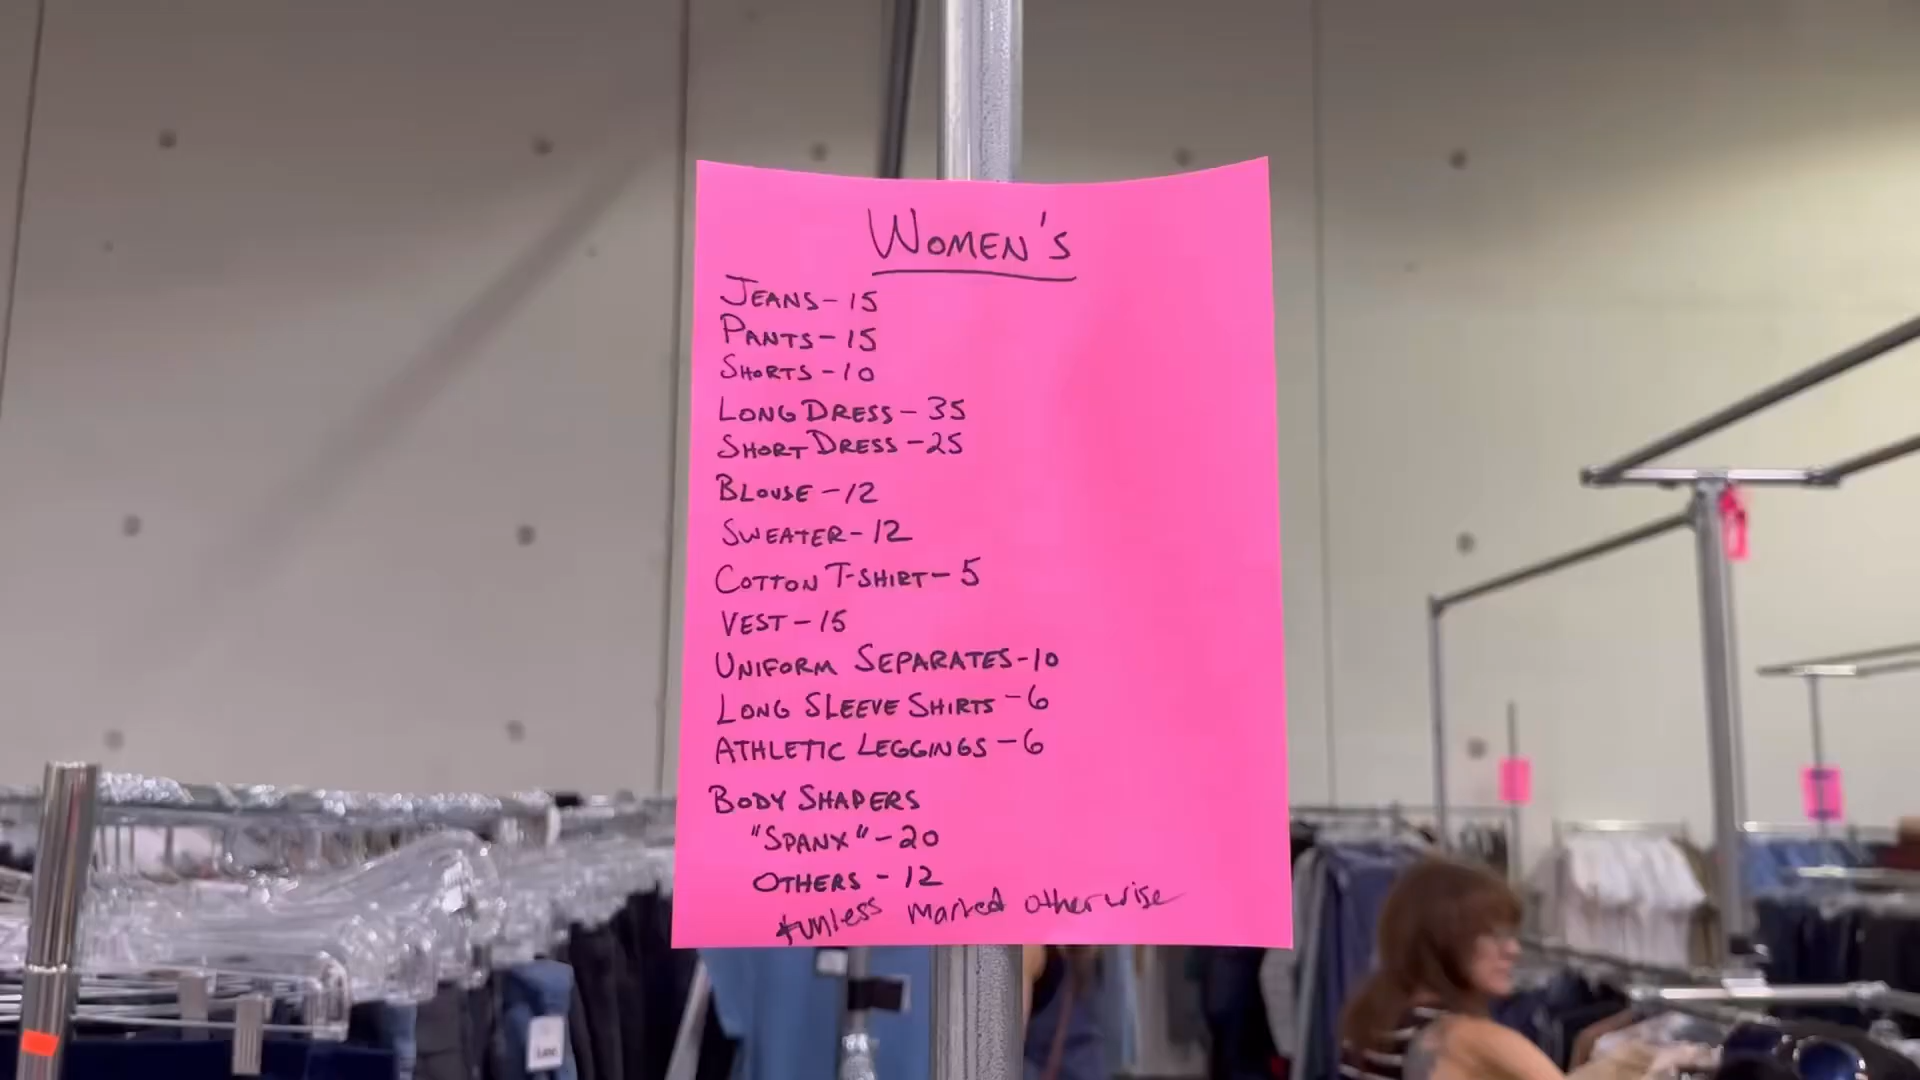 WOMEN'S
JEANS - 15
PANTS - 15
SHORTS - 10
LONG DRESS - 35
SHORT DRESS - 25
BLOUSE - 12
SWEATER - 12
COTTON T-SHIRT - 5
VEST - 15
UNIFORM SEPARATES - 10
LONG SLEEVE SHIRTS - 6
ATHLETIC LEGGINGS - 6
BODY SHAPERS
"SPANX" - 20
OTHERS - 12
*unless marked otherwise